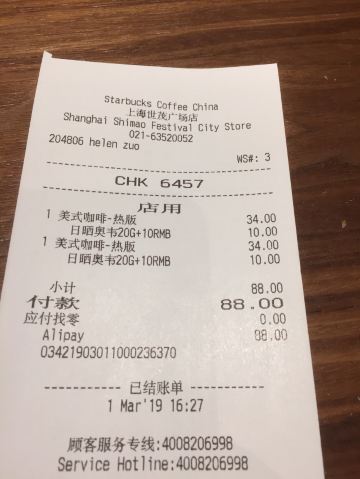 Starbucks Coffee China
上海世茂广场店
Shanghai Shimao Festival City Store
021-63520052
204806 helen zuo
WS#: 3
CHK 6457
店用
1 美式咖啡-热版 34.00
日晒奥韦20G+10RMB 10.00
1 美式咖啡-热版 34.00
日晒奥韦20G+10RMB 10.00
小计 88.00
付款 88.00
应付找零 0.00
Alipay 88.00
03421903011000236370
---------- 已结账单 ----------
1 Mar'19 16:27
顾客服务专线:4008206998
Service Hotline:4008206998